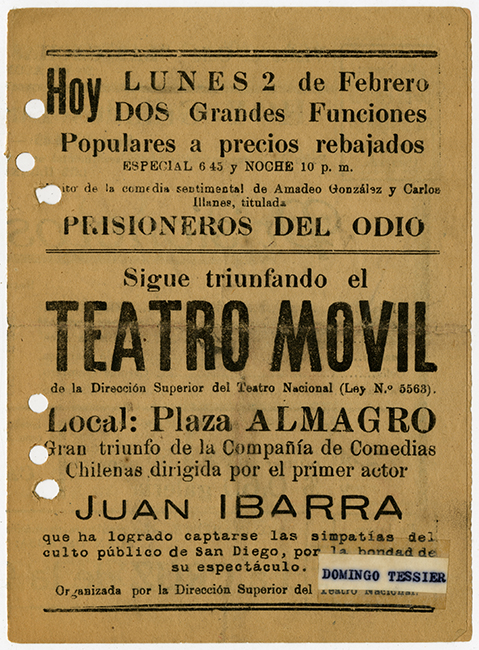 Hoy LUNES 2 de Febrero
DOS Grandes Funciones
Populares a precios rebajados
ESPECIAL 6 45 y NOCHE 10 p. m.
de la comedia sentimental de Amadeo González y Carlos
Illanes, titulada
PRISIONEROS DEL ODIO
Sigue triunfando el
TEATRO MOVIL
de la Dirección Superior del Teatro Nacional (Ley N.º 5563).
Local: Plaza ALMAGRO
Gran triunfo de la Compañía de Comedias
Chilenas dirigida por el primer actor
JUAN IBARRA
que ha logrado captarse las simpatías del
culto público de San Diego, por la bondad de
su espectáculo.
DOMINGO TESSIER
Organizada por la Dirección Superior del Teatro Nacional.